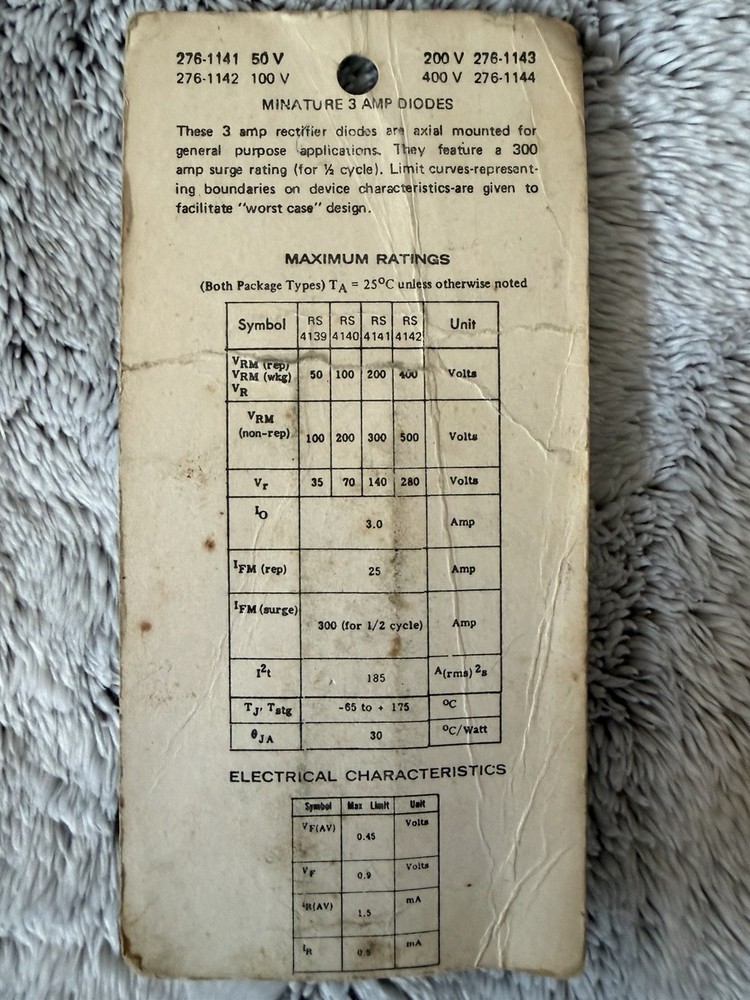 276-1141 50 V 200 V 276-1143
276-1142 100 V 400 V 276-1144
MINATURE 3 AMP DIODES
These 3 amp rectifier diodes are axial mounted for
general purpose applications. They feature a 300
amp surge rating (for ½ cycle). Limit curves-represent-
ing boundaries on device characteristics-are given to
facilitate "worst case" design.
MAXIMUM RATINGS
(Both Package Types) TA = 25°C unless otherwise noted
Symbol RS 4139 RS 4140 RS 4141 RS 4142 Unit
VRM (rep)
VRM (wkg) 50 100 200 400 Volts
VR
VRM
(non-rep) 100 200 300 500 Volts
Vr 35 70 140 280 Volts
IO 3.0 Amp
IFM (rep) 25 Amp
IFM (surge) 300 (for 1/2 cycle) Amp
I²t 185 A(rms)²s
TJ, Tstg -65 to + 175 °C
θJA 30 °C/Watt
ELECTRICAL CHARACTERISTICS
Symbol Max Limit Unit
VF(AV) 0.45 Volts
VF 0.9 Volts
IR(AV) 1.5 mA
IR mA